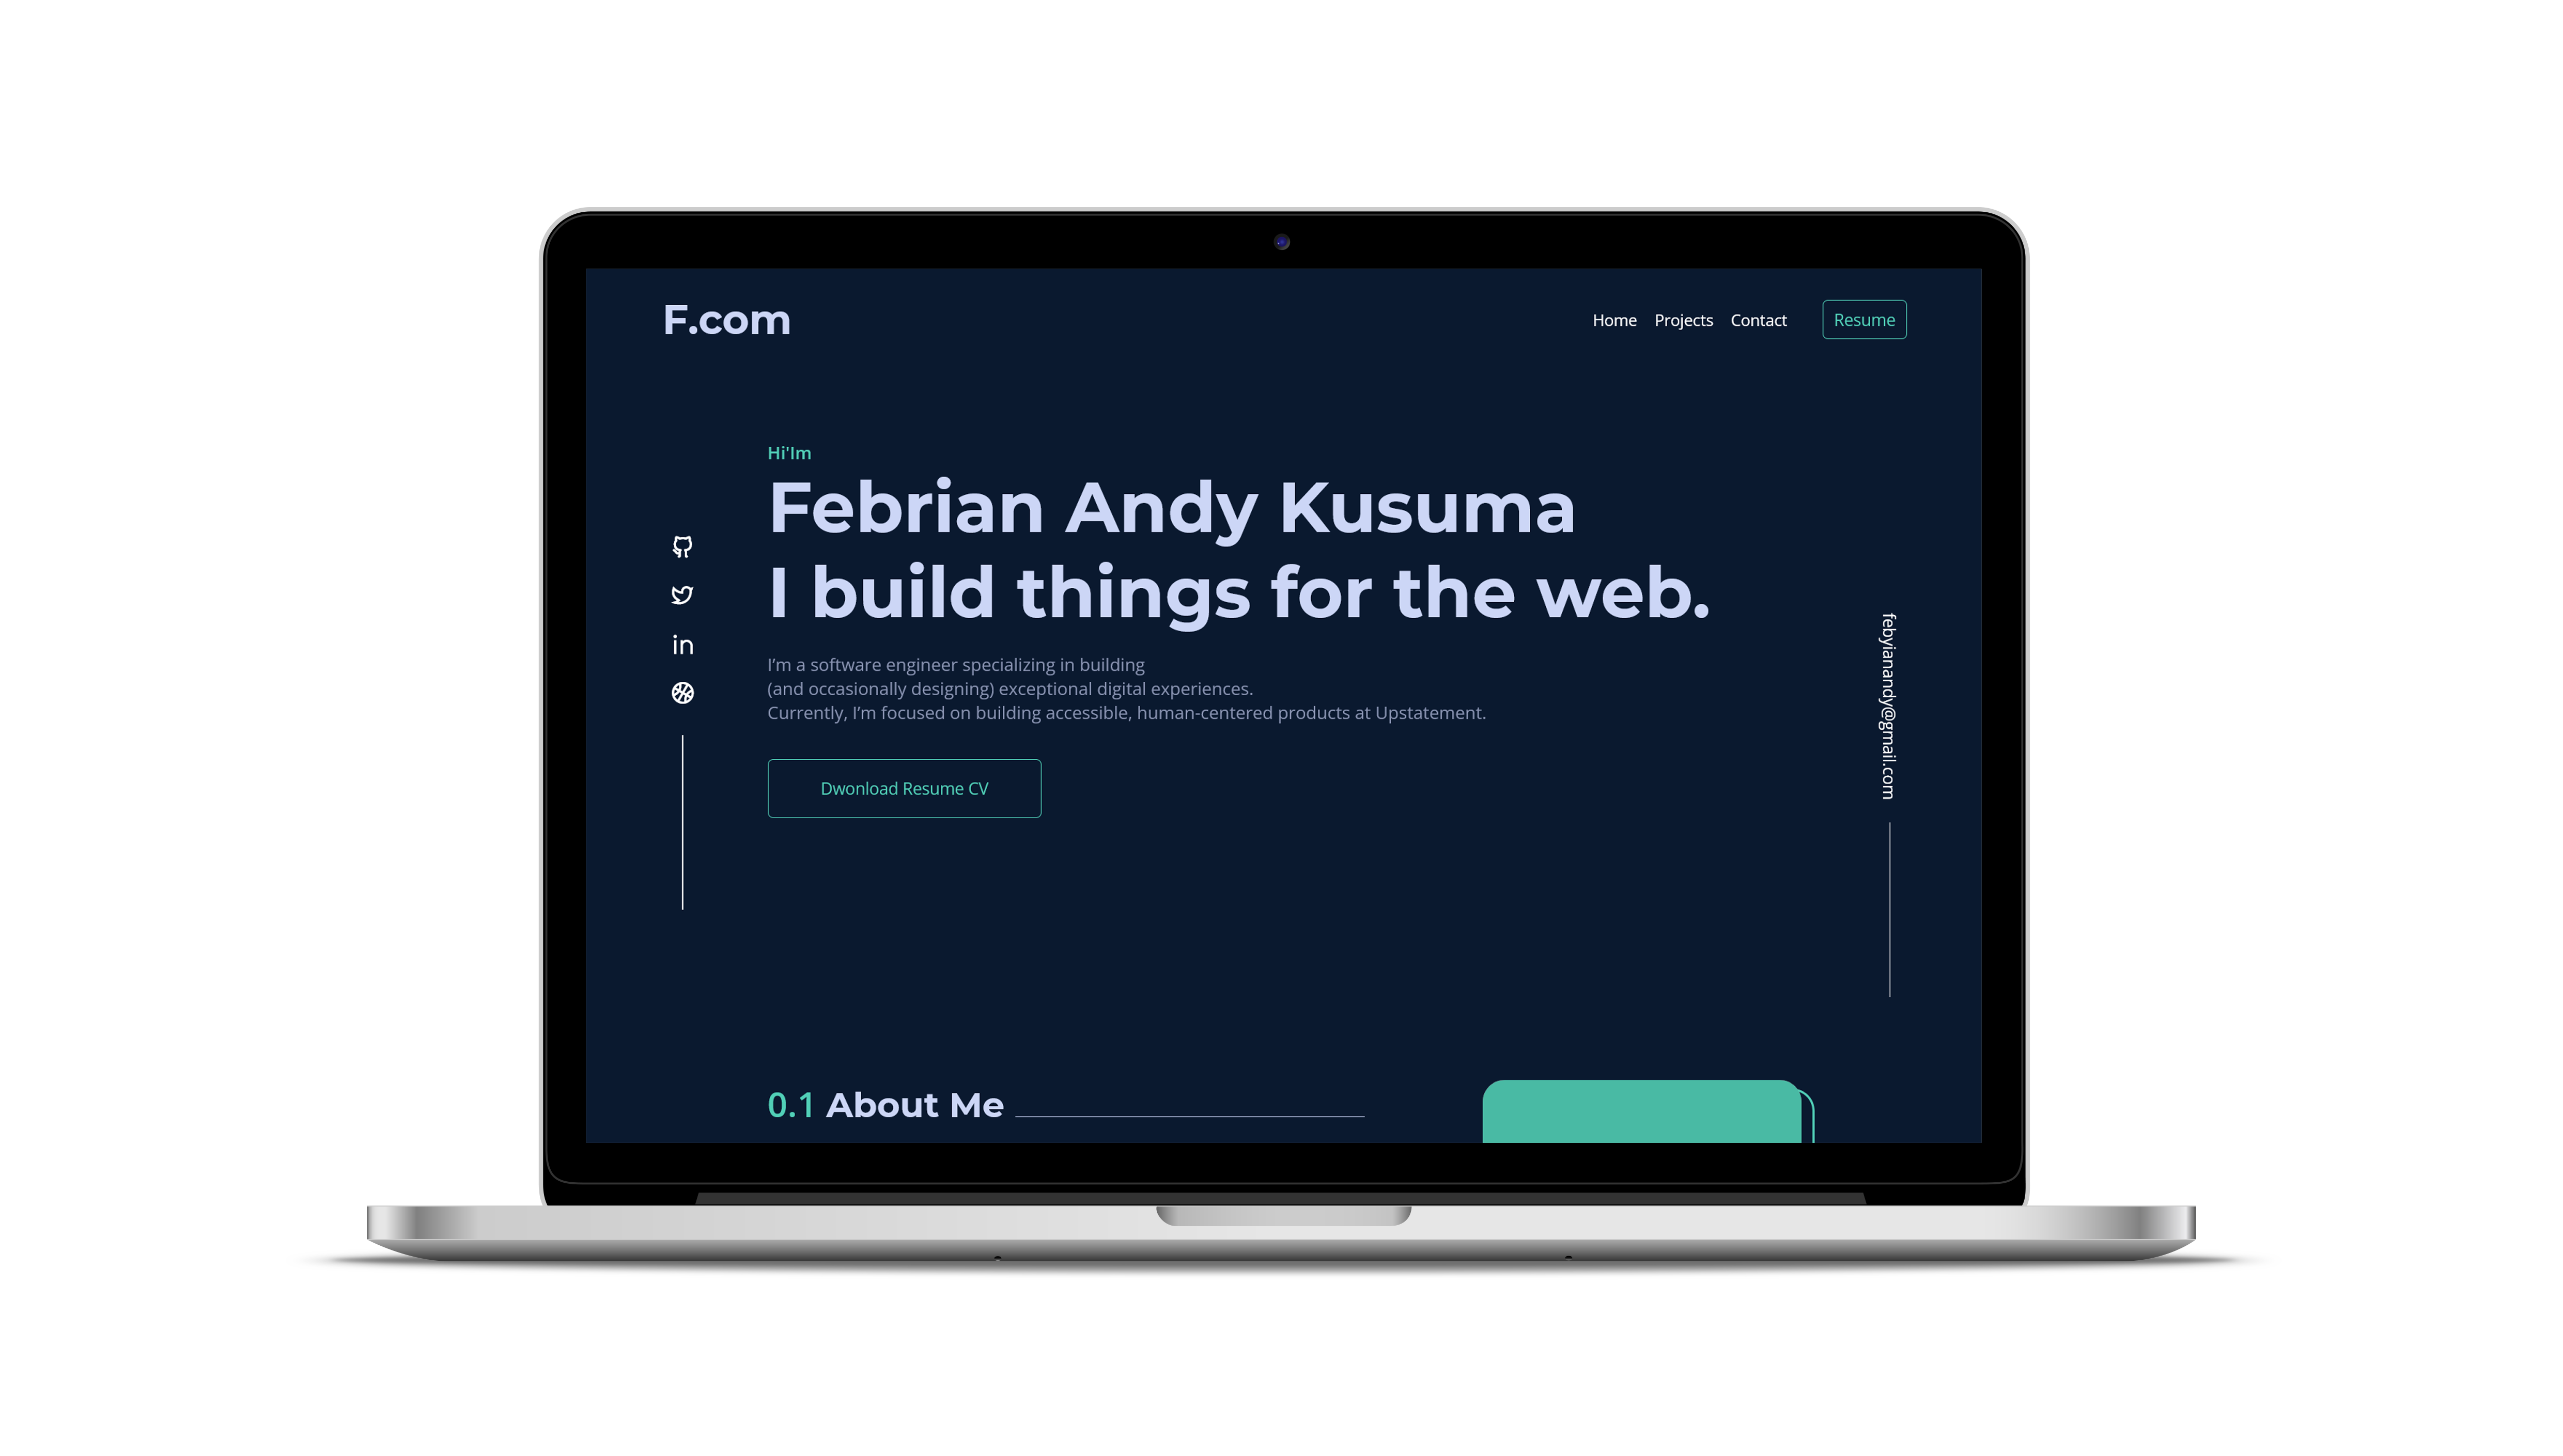 F.com
Home Projects Contact Resume
Hi'Im
Febrian Andy Kusuma
I build things for the web.
in
I’m a software engineer specializing in building
(and occasionally designing) exceptional digital experiences.
Currently, I’m focused on building accessible, human-centered products at Upstatement.
Dwonload Resume CV
febyianandy@gmail.com
0.1 About Me